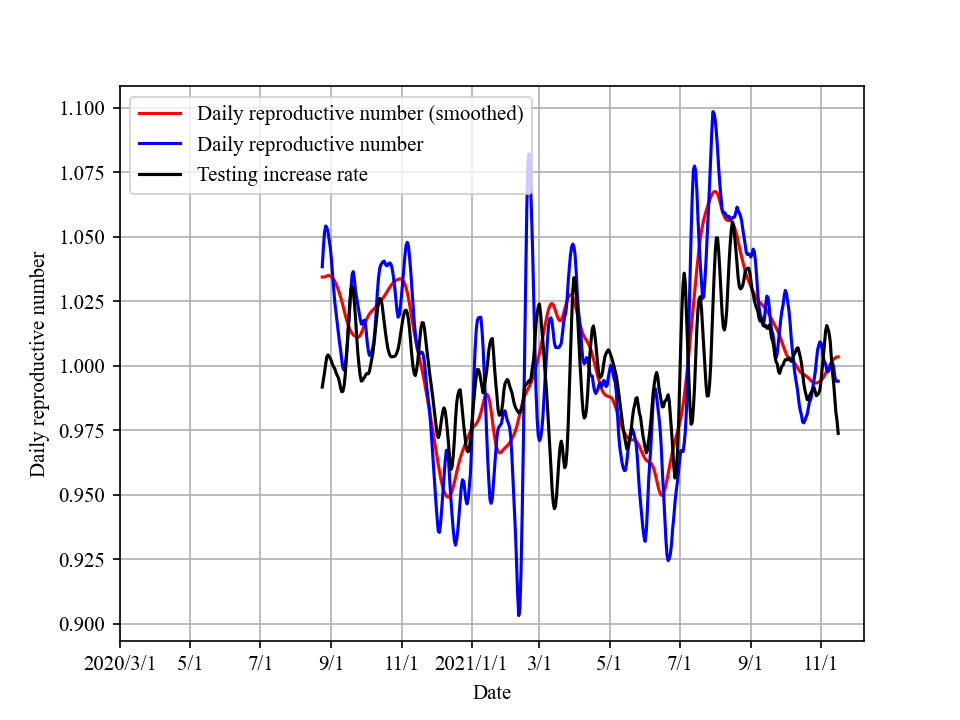 Daily reproductive number (smoothed)
Daily reproductive number
Testing increase rate
1.100
1.075
1.050
1.025
1.000
0.975
0.950
0.925
0.900
Daily reproductive number
2020/3/1 5/1 7/1 9/1 11/1 2021/1/1 3/1 5/1 7/1 9/1 11/1
Date